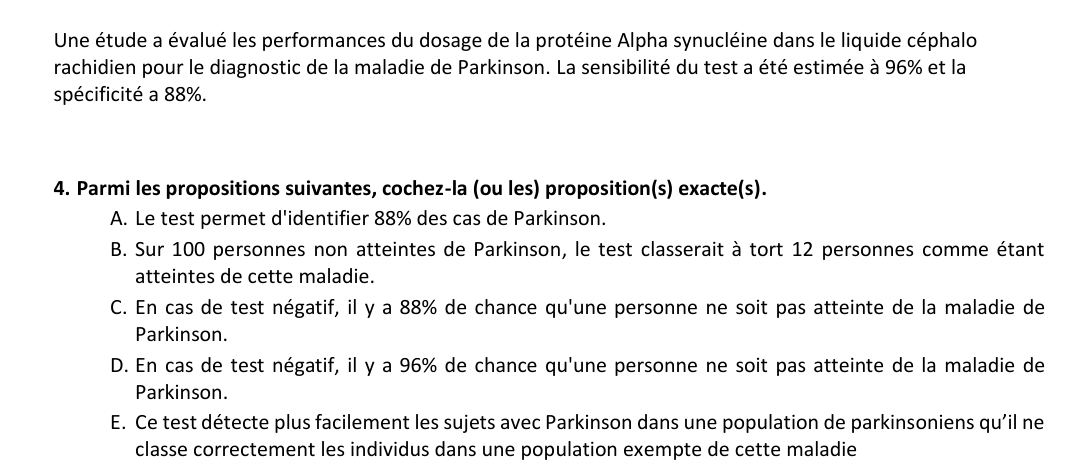 Une étude a évalué les performances du dosage de la protéine Alpha synucléine dans le liquide céphalo
rachidien pour le diagnostic de la maladie de Parkinson. La sensibilité du test a été estimée à 96% et la
spécificité a 88%.
4. Parmi les propositions suivantes, cochez-la (ou les) proposition(s) exacte(s).
A. Le test permet d'identifier 88% des cas de Parkinson.
B. Sur 100 personnes non atteintes de Parkinson, le test classerait à tort 12 personnes comme étant
atteintes de cette maladie.
C. En cas de test négatif, il y a 88% de chance qu'une personne ne soit pas atteinte de la maladie de
Parkinson.
D. En cas de test négatif, il y a 96% de chance qu'une personne ne soit pas atteinte de la maladie de
Parkinson.
E. Ce test détecte plus facilement les sujets avec Parkinson dans une population de parkinsoniens qu’il ne
classe correctement les individus dans une population exempte de cette maladie